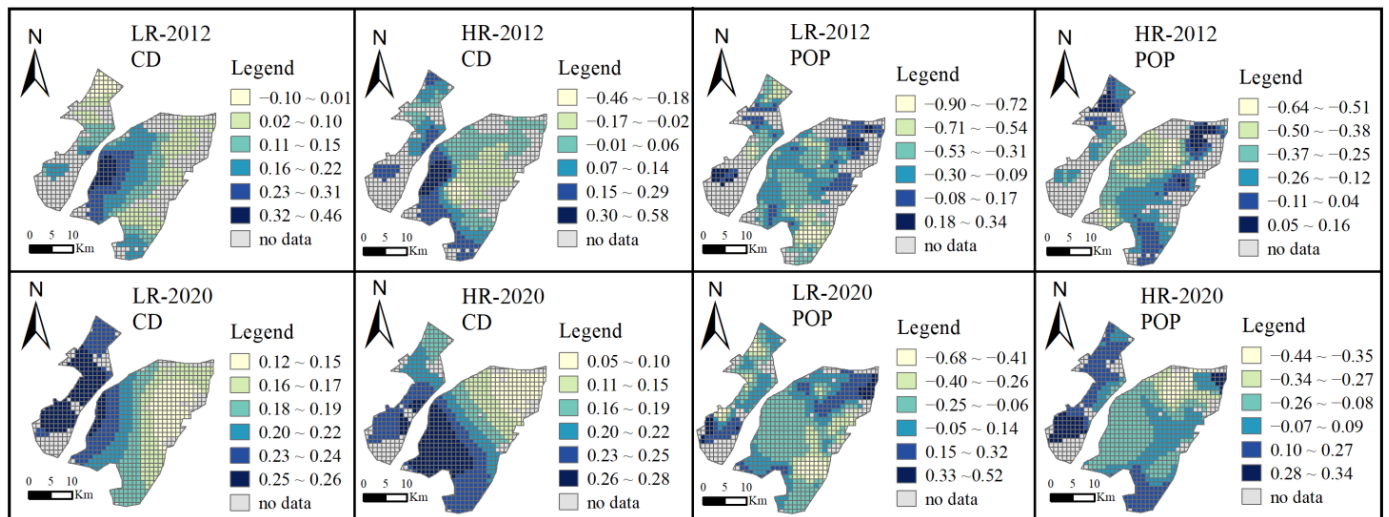 N
LR-2012
CD
Legend
−0.10 ~ 0.01
0.02 ~ 0.10
0.11 ~ 0.15
0.16 ~ 0.22
0.23 ~ 0.31
0.32 ~ 0.46
no data
0 5 10
Km
N
HR-2012
CD
Legend
−0.46 ~ −0.18
−0.17 ~ −0.02
−0.01 ~ 0.06
0.07 ~ 0.14
0.15 ~ 0.29
0.30 ~ 0.58
no data
0 5 10
Km
N
LR-2012
POP
Legend
−0.90 ~ −0.72
−0.71 ~ −0.54
−0.53 ~ −0.31
−0.30 ~ −0.09
−0.08 ~ 0.17
0.18 ~ 0.34
no data
0 5 10
Km
N
HR-2012
POP
Legend
−0.64 ~ −0.51
−0.50 ~ −0.38
−0.37 ~ −0.25
−0.26 ~ −0.12
−0.11 ~ 0.04
0.05 ~ 0.16
no data
0 5 10
Km
N
LR-2020
CD
Legend
0.12 ~ 0.15
0.16 ~ 0.17
0.18 ~ 0.19
0.20 ~ 0.22
0.23 ~ 0.24
0.25 ~ 0.26
no data
0 5 10
Km
N
HR-2020
CD
Legend
0.05 ~ 0.10
0.11 ~ 0.15
0.16 ~ 0.19
0.20 ~ 0.22
0.23 ~ 0.25
0.26 ~ 0.28
no data
0 5 10
Km
N
LR-2020
POP
Legend
−0.68 ~ −0.41
−0.40 ~ −0.26
−0.25 ~ −0.06
−0.05 ~ 0.14
0.15 ~ 0.32
0.33 ~ 0.52
no data
0 5 10
Km
N
HR-2020
POP
Legend
−0.44 ~ −0.35
−0.34 ~ −0.27
−0.26 ~ −0.08
−0.07 ~ 0.09
0.10 ~ 0.27
0.28 ~ 0.34
no data
0 5 10
Km